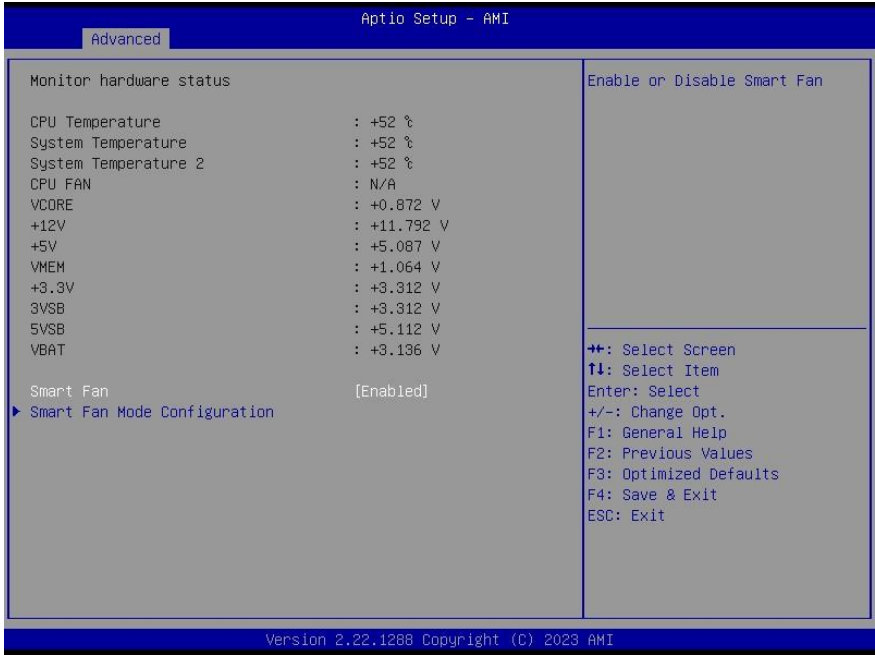 Aptio Setup - AMI
Advanced
Monitor hardware status
CPU Temperature : +52 ℃
System Temperature : +52 ℃
System Temperature 2 : +52 ℃
CPU FAN : N/A
VCORE : +0.872 V
+12V : +11.792 V
+5V : +5.087 V
VMEM : +1.064 V
+3.3V : +3.312 V
3VSB : +3.312 V
5VSB : +5.112 V
VBAT : +3.136 V
Smart Fan [Enabled]
Smart Fan Mode Configuration
Enable or Disable Smart Fan
→←: Select Screen
↑↓: Select Item
Enter: Select
+/-: Change Opt.
F1: General Help
F2: Previous Values
F3: Optimized Defaults
F4: Save & Exit
ESC: Exit
Version 2.22.1288 Copyright (C) 2023 AMI